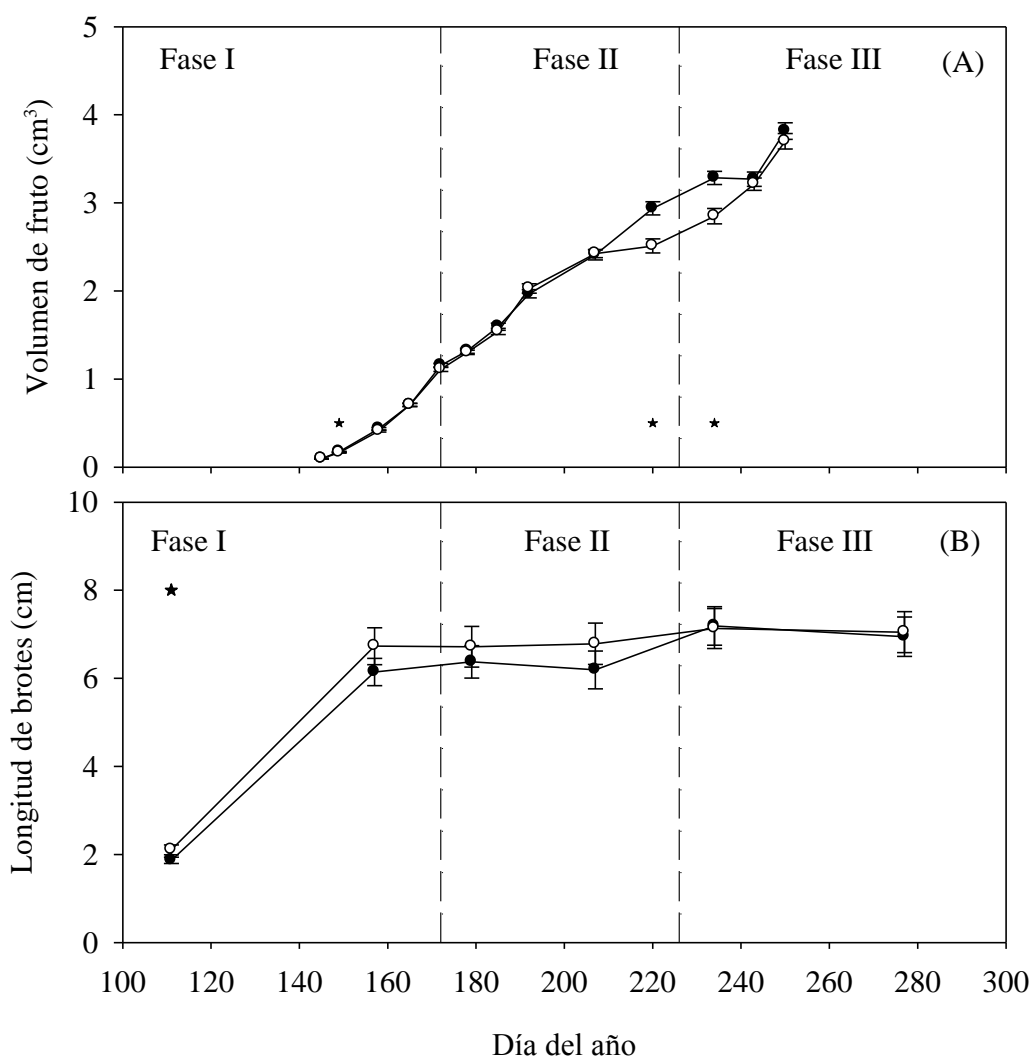 Fase I
Fase II
Fase III
(A)
Volumen de fruto (cm³)
5
4
3
2
1
0
Fase I
Fase II
Fase III
(B)
Longitud de brotes (cm)
10
8
6
4
2
0
100 120 140 160 180 200 220 240 260 280 300
Día del año